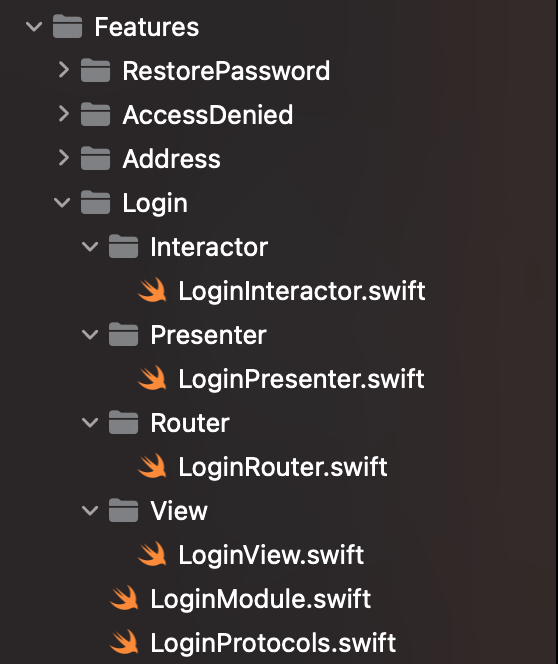 Features
RestorePassword
AccessDenied
Address
Login
Interactor
LoginInteractor.swift
Presenter
LoginPresenter.swift
Router
LoginRouter.swift
View
LoginView.swift
LoginModule.swift
LoginProtocols.swift